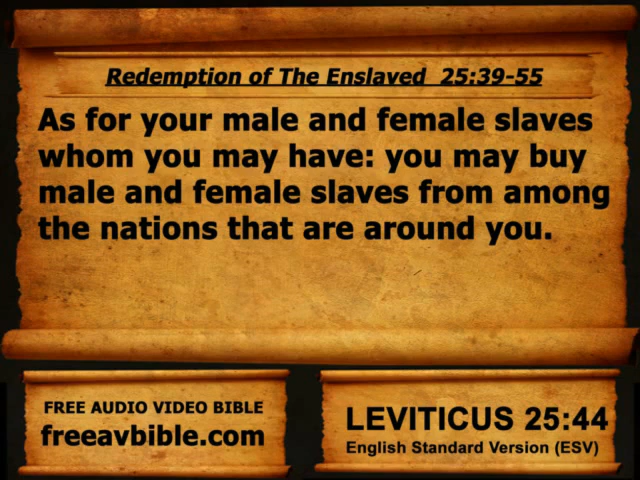 Redemption of The Enslaved 25:39-55
As for your male and female slaves
whom you may have: you may buy
male and female slaves from among
the nations that are around you.
FREE AUDIO VIDEO BIBLE
freeavbible.com
LEVITICUS 25:44
English Standard Version (ESV)